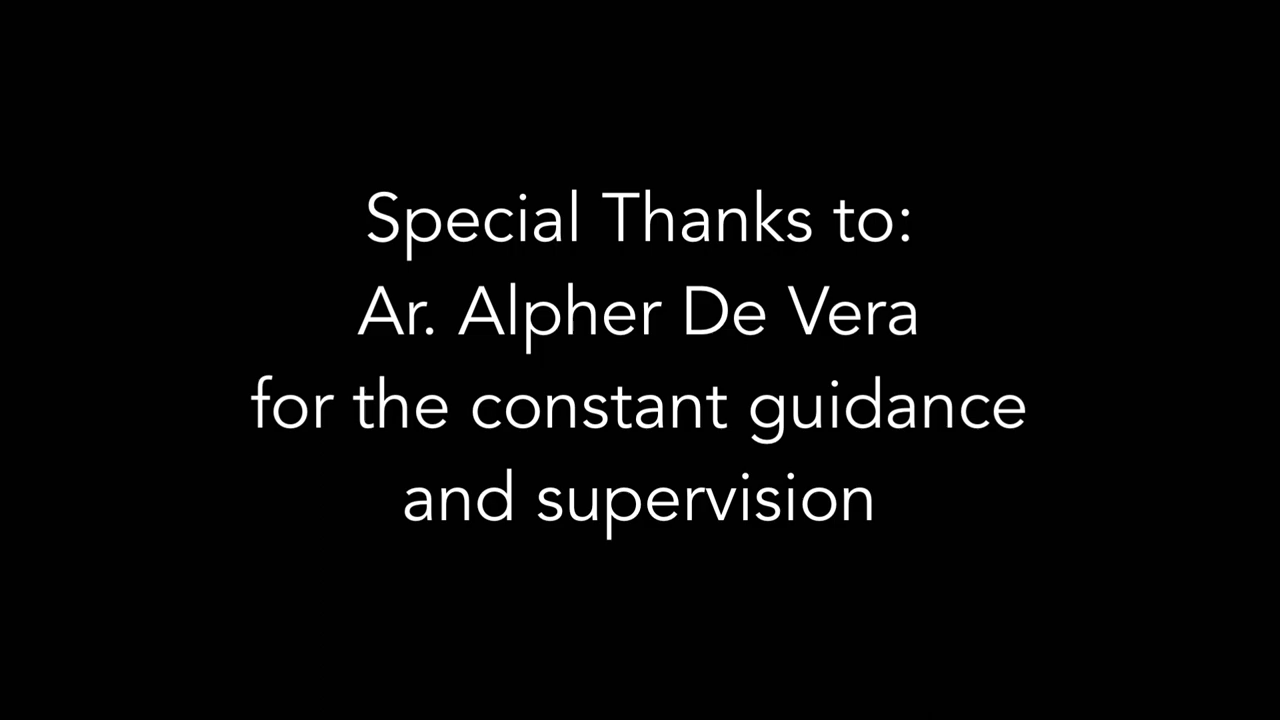 Special Thanks to:
Ar. Alpher De Vera
for the constant guidance
and supervision